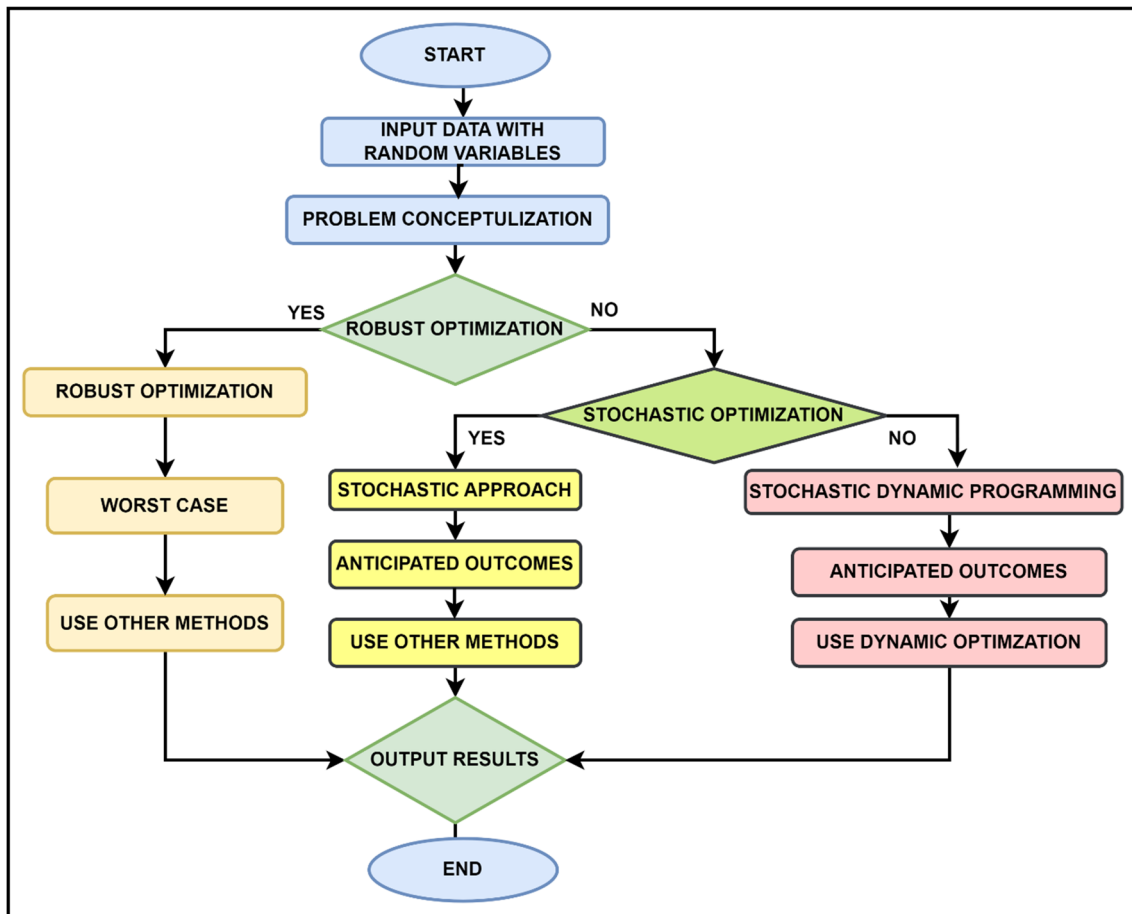 START
INPUT DATA WITH
RANDOM VARIABLES
PROBLEM CONCEPTULIZATION
YES
ROBUST OPTIMIZATION
NO
ROBUST OPTIMIZATION
STOCHASTIC OPTIMIZATION
YES
NO
WORST CASE
STOCHASTIC APPROACH
STOCHASTIC DYNAMIC PROGRAMMING
ANTICIPATED OUTCOMES
ANTICIPATED OUTCOMES
USE OTHER METHODS
USE OTHER METHODS
USE DYNAMIC OPTIMZATION
OUTPUT RESULTS
END